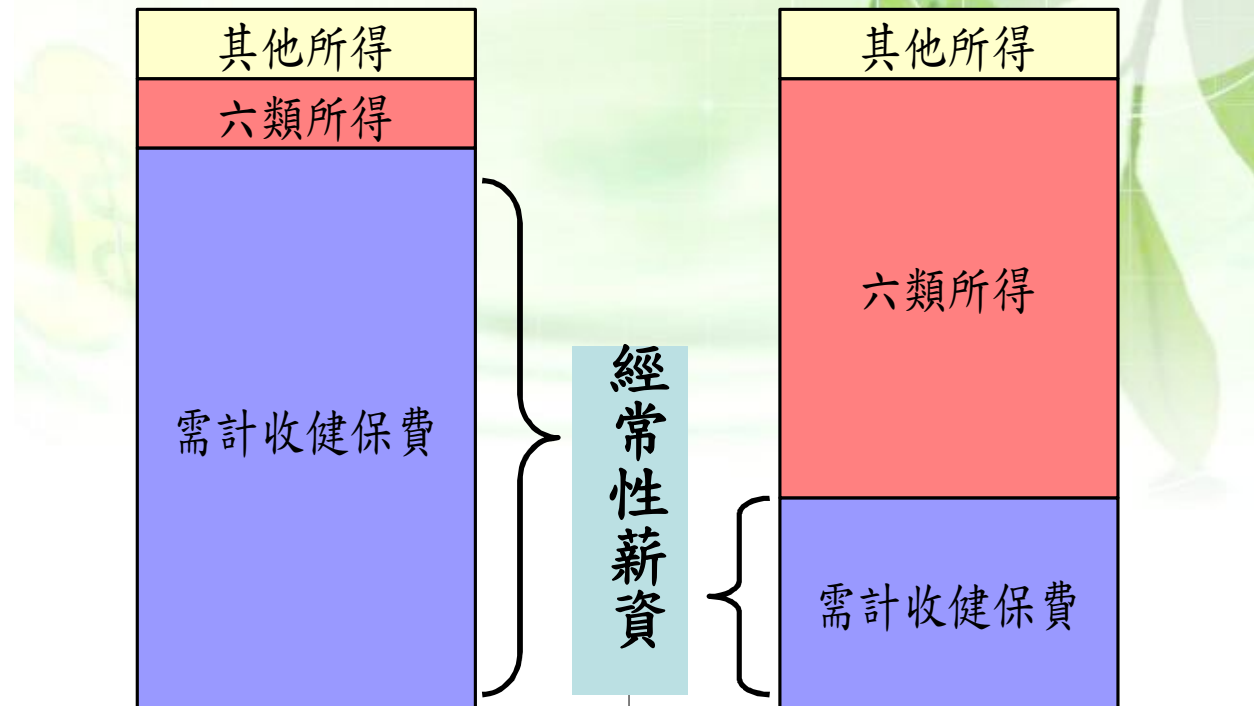 其他所得
六類所得
需計收健保費
經常性薪資
其他所得
六類所得
需計收健保費